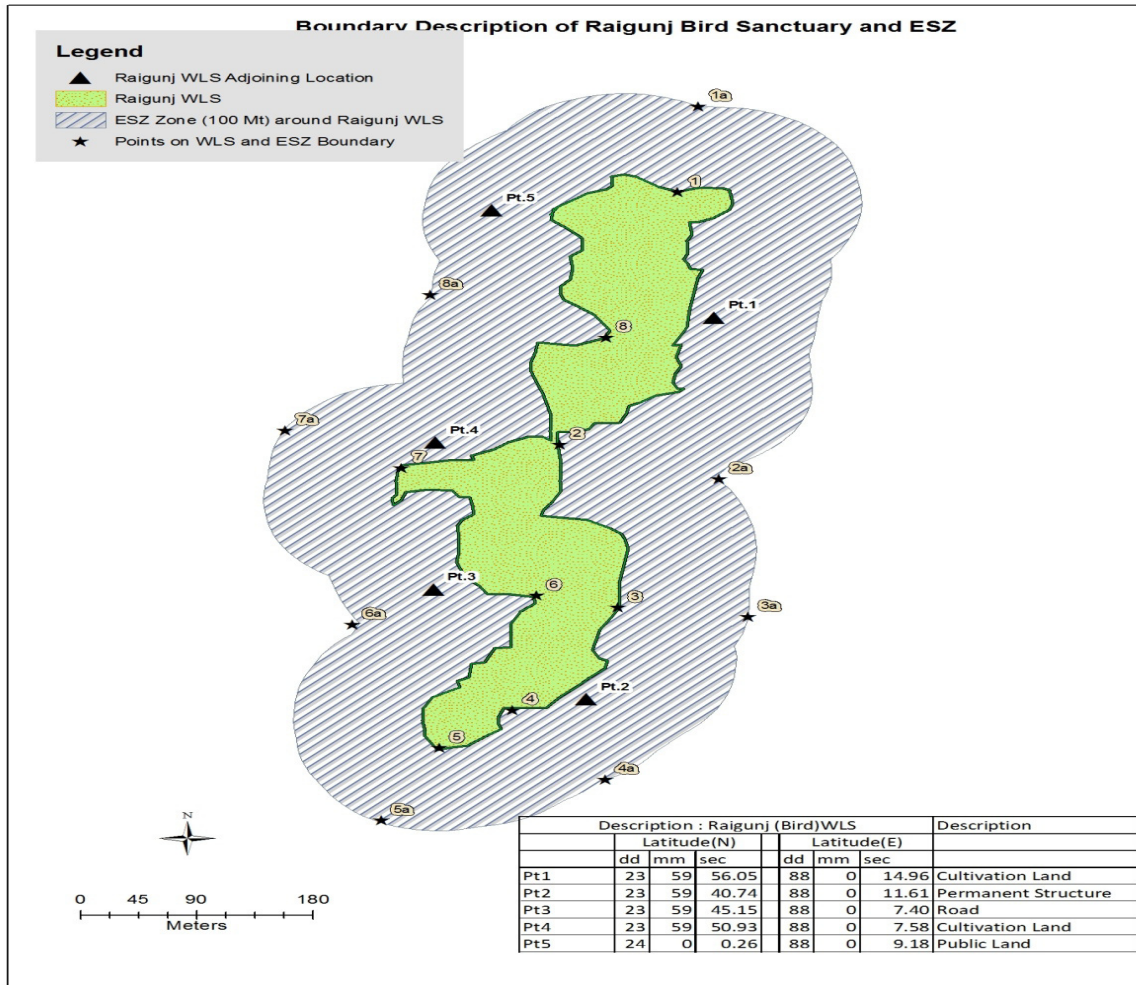 Boundary Description of Raigunj Bird Sanctuary and ESZ
Legend
Raigunj WLS Adjoining Location
Raigunj WLS
ESZ Zone (100 Mt) around Raigunj WLS
Points on WLS and ESZ Boundary
1a
1
Pt.5
8a
Pt.1
8
7a
Pt.4
2
7
2a
Pt.3
6
3
3a
6a
Pt.2
4
5
4a
5a
N
0 45 90 180
Meters
Description : Raigunj (Bird)WLS Description
Latitude(N) Latitude(E)
dd mm sec dd mm sec
Pt1 23 59 56.05 88 0 14.96 Cultivation Land
Pt2 23 59 40.74 88 0 11.61 Permanent Structure
Pt3 23 59 45.15 88 0 7.40 Road
Pt4 23 59 50.93 88 0 7.58 Cultivation Land
Pt5 24 0 0.26 88 0 9.18 Public Land